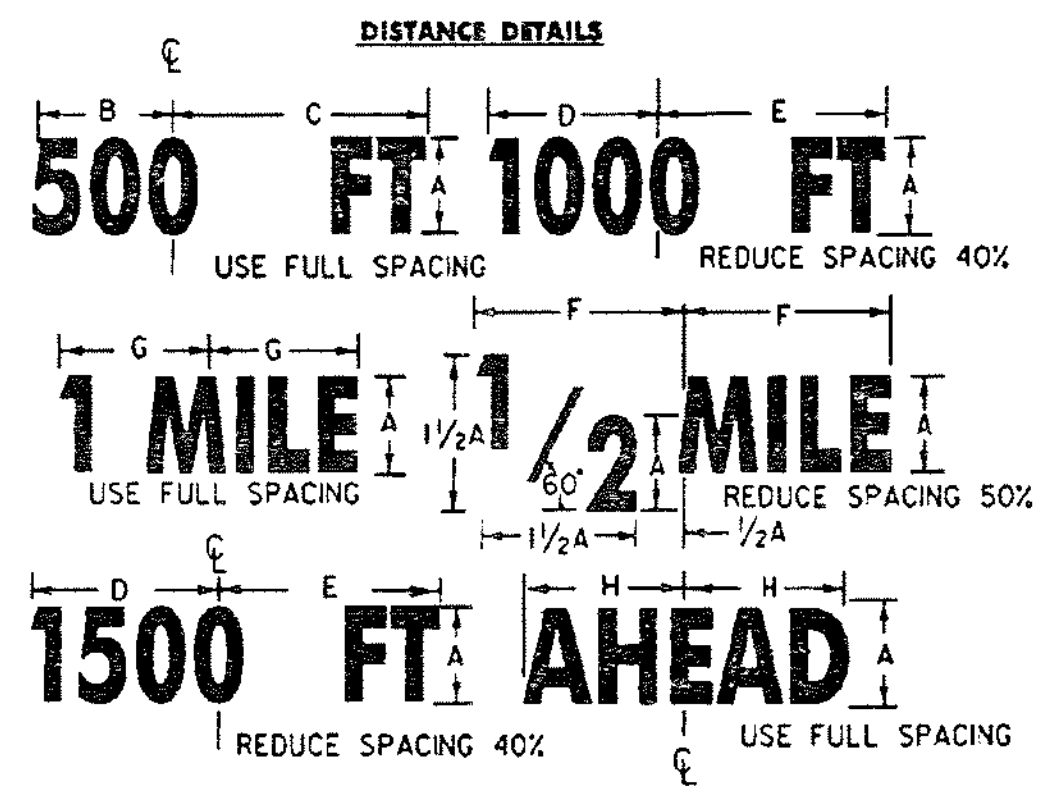 DISTANCE DETAILS
℄
B C D E
500 FT A 1000 FT A
USE FULL SPACING REDUCE SPACING 40%
G G F F
1 MILE A 1½A 1/2 A MILE A
60°
USE FULL SPACING REDUCE SPACING 50%
1½A ½A
℄
D E H H
1500 FT A AHEAD A
REDUCE SPACING 40% USE FULL SPACING
℄